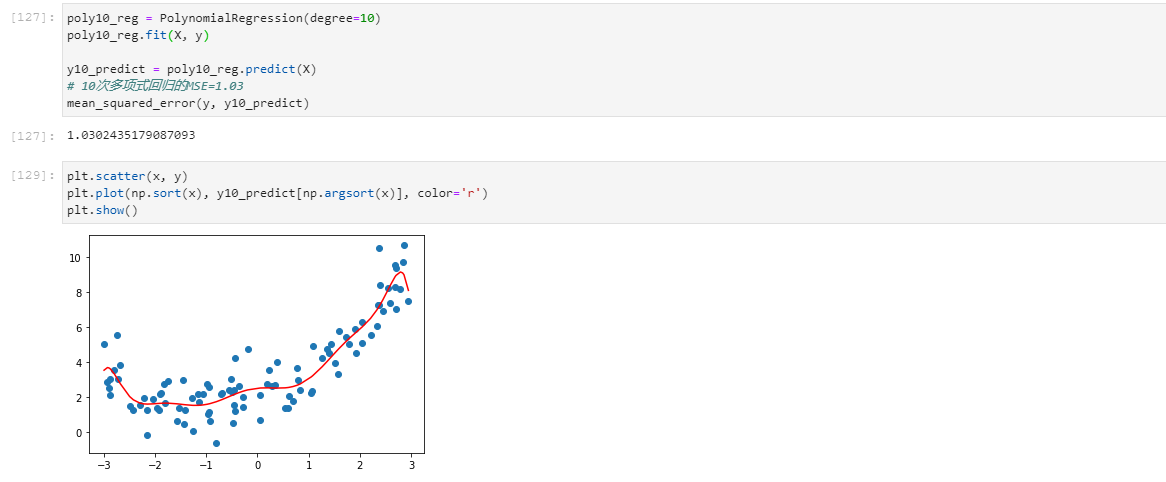 [127]: poly10_reg = PolynomialRegression(degree=10)
poly10_reg.fit(X, y)
y10_predict = poly10_reg.predict(X)
# 10次多项式回归的MSE=1.03
mean_squared_error(y, y10_predict)
[127]: 1.0302435179087093
[129]: plt.scatter(x, y)
plt.plot(np.sort(x), y10_predict[np.argsort(x)], color='r')
plt.show()
10
8
6
4
2
0
−3 −2 −1 0 1 2 3